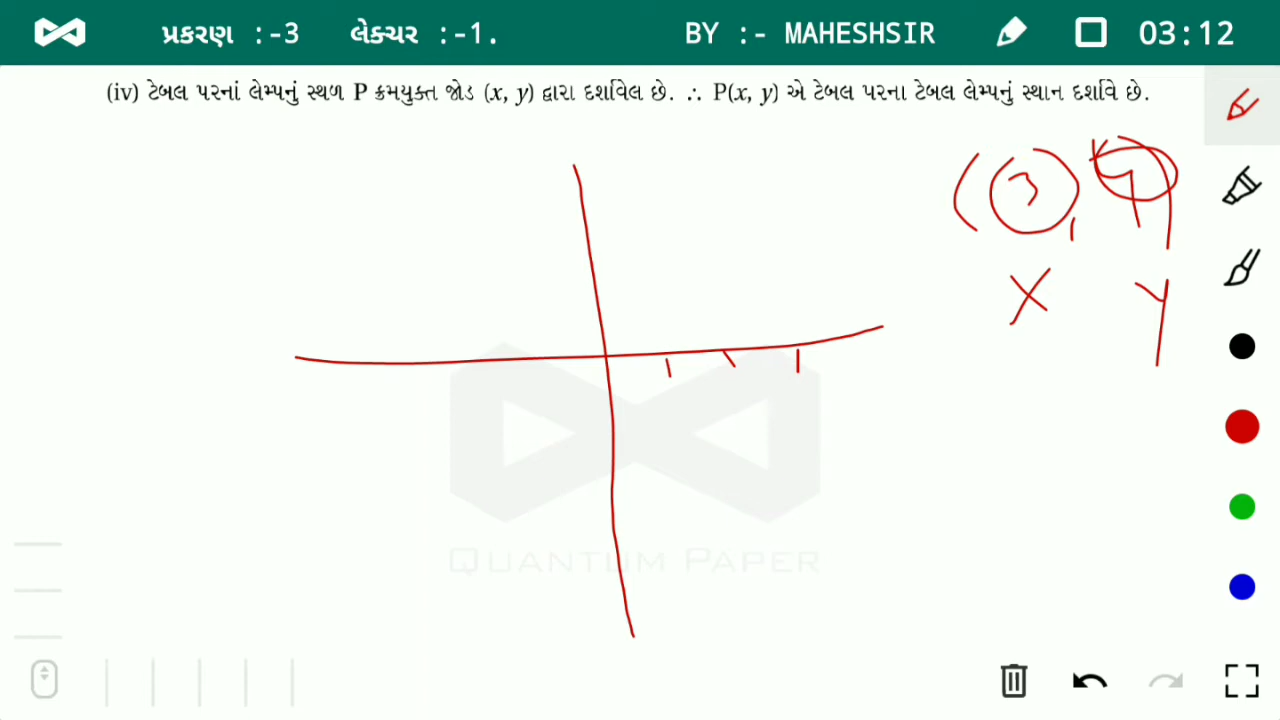 પ્રકરણ :-3 લેક્ચર :-1. BY :- MAHESHSIR 03:12
(iv) ટેબલ પરનાં લેમ્પનું સ્થળ P ક્રમયુક્ત જોડ (x, y) દ્વારા દર્શાવેલ છે. ∴ P(x, y) એ ટેબલ પરના ટેબલ લેમ્પનું સ્થાન દર્શાવે છે.
(3,
X Y
QUANTUM PAPER